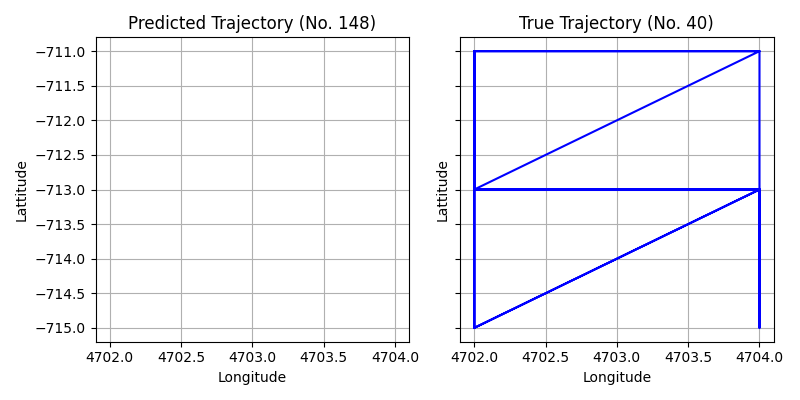 Predicted Trajectory (No. 148)
Lattitude
−711.0
−711.5
−712.0
−712.5
−713.0
−713.5
−714.0
−714.5
−715.0
4702.0 4702.5 4703.0 4703.5 4704.0
Longitude
True Trajectory (No. 40)
Lattitude
4702.0 4702.5 4703.0 4703.5 4704.0
Longitude